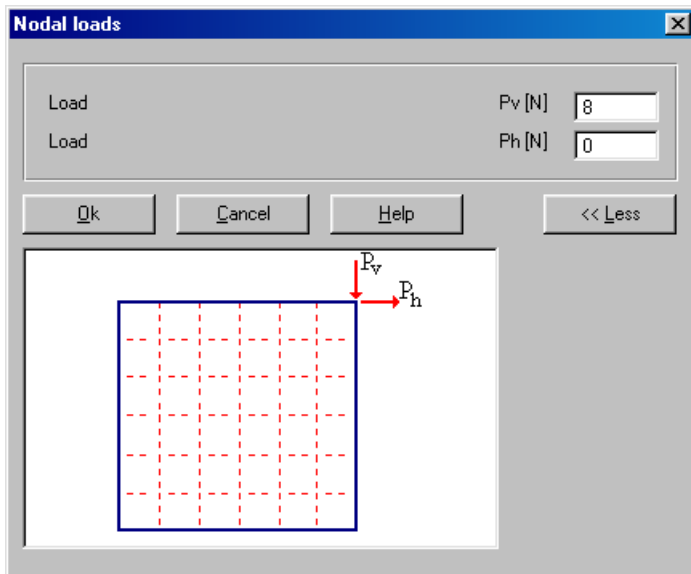 Nodal loads
Load Pv [N] 8
Load Ph [N] 0
Ok Cancel Help << Less
Pv
Ph